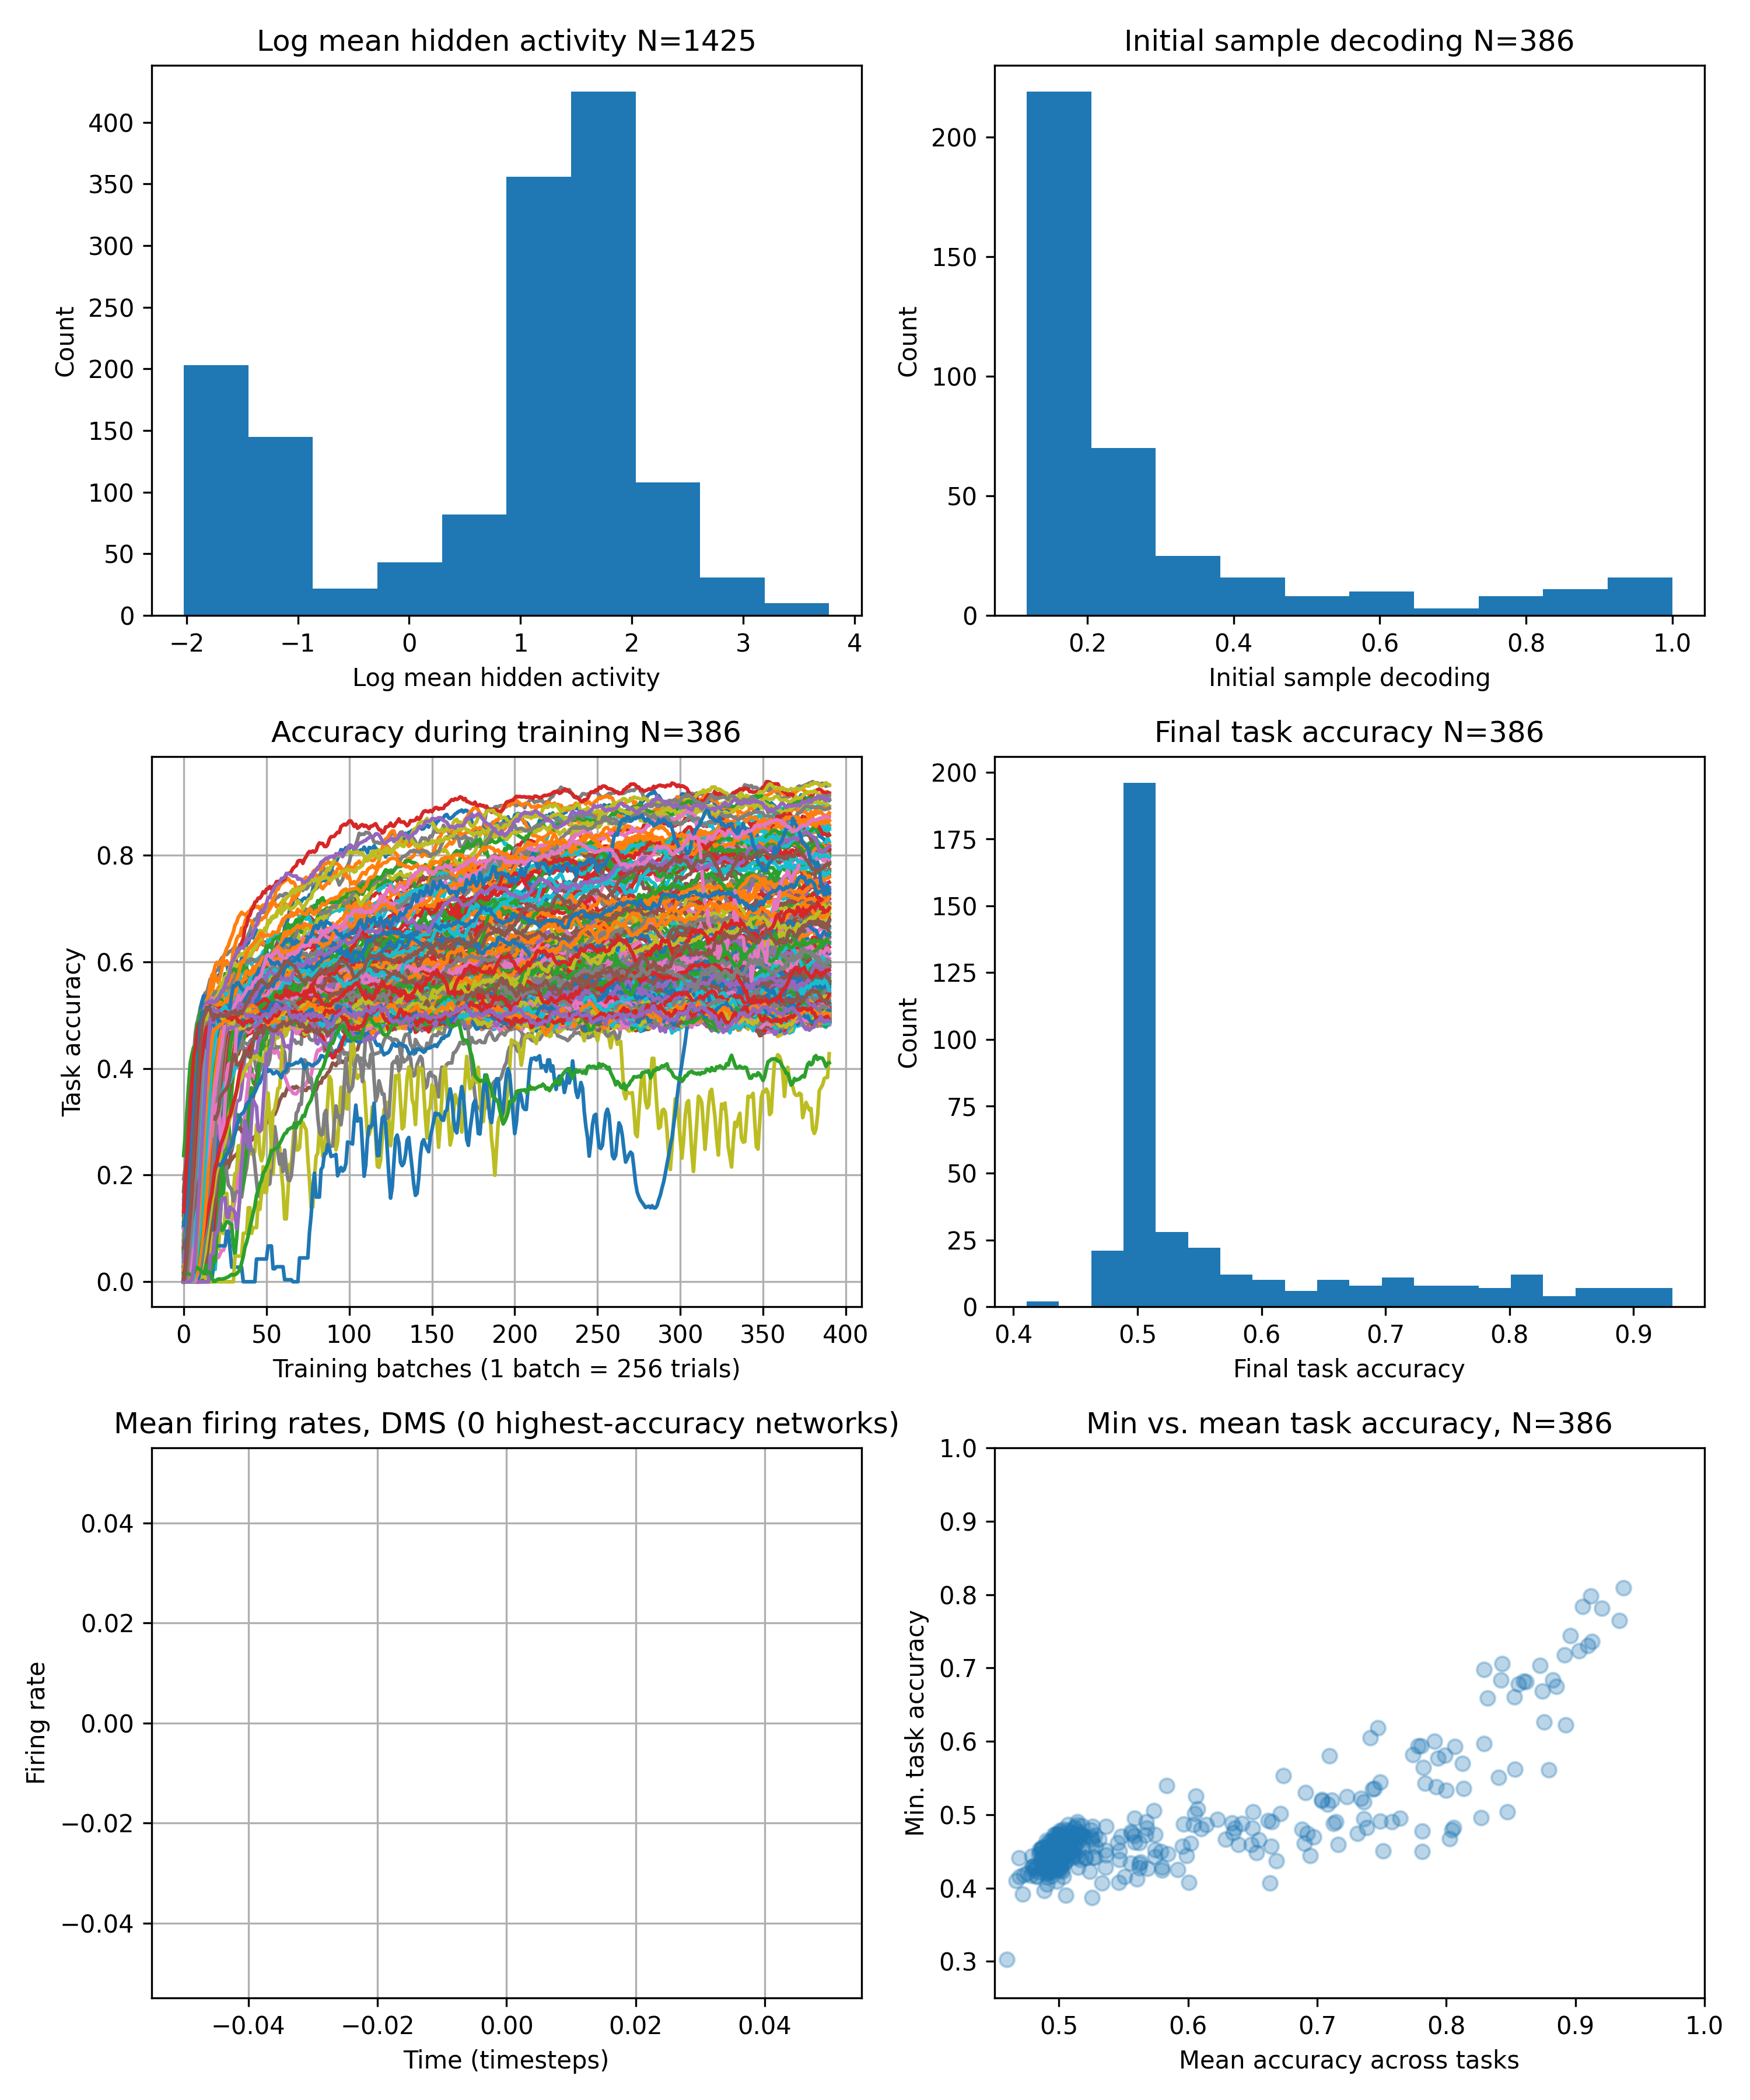 Log mean hidden activity N=1425
400
350
300
250
200
150
100
50
0
Count
−2 −1 0 1 2 3 4
Log mean hidden activity
Initial sample decoding N=386
200
150
100
50
0
Count
0.2 0.4 0.6 0.8 1.0
Initial sample decoding
Accuracy during training N=386
0.8
0.6
0.4
0.2
0.0
Task accuracy
0 50 100 150 200 250 300 350 400
Training batches (1 batch = 256 trials)
Final task accuracy N=386
200
175
150
125
100
75
50
25
0
Count
0.4 0.5 0.6 0.7 0.8 0.9
Final task accuracy
Mean firing rates, DMS (0 highest-accuracy networks)
0.04
0.02
0.00
−0.02
−0.04
Firing rate
−0.04 −0.02 0.00 0.02 0.04
Time (timesteps)
Min vs. mean task accuracy, N=386
1.0
0.9
0.8
0.7
0.6
0.5
0.4
0.3
Min. task accuracy
0.5 0.6 0.7 0.8 0.9 1.0
Mean accuracy across tasks